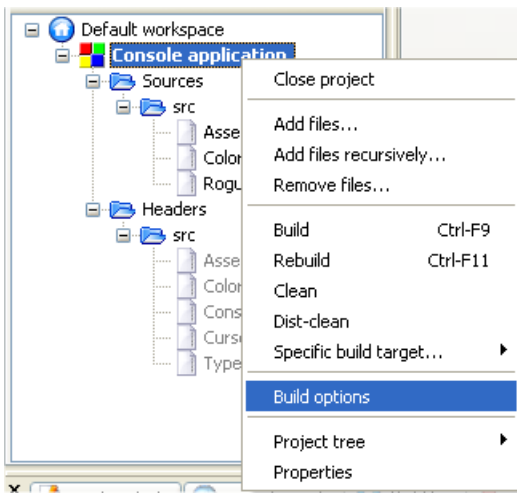 Default workspace
Console application
Sources
src
Asse
Color
Rogu
Headers
src
Asse
Color
Cons
Curs
Type
Close project
Add files...
Add files recursively...
Remove files...
Build Ctrl-F9
Rebuild Ctrl-F11
Clean
Dist-clean
Specific build target...
Build options
Project tree
Properties